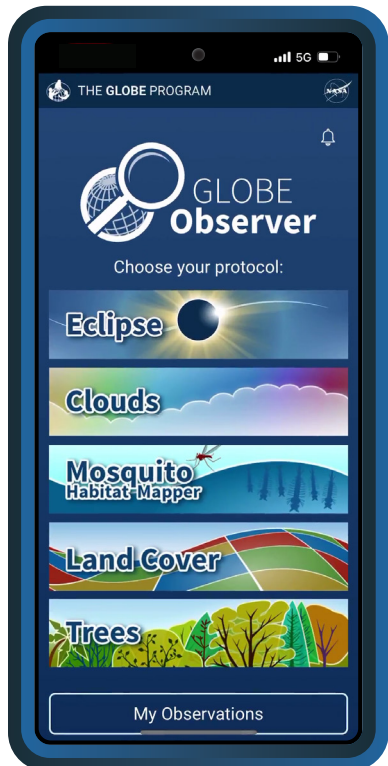 5G
THE GLOBE PROGRAM
NASA
GLOBE
Observer
Choose your protocol:
Eclipse
Clouds
Mosquito
Habitat Mapper
Land Cover
Trees
My Observations